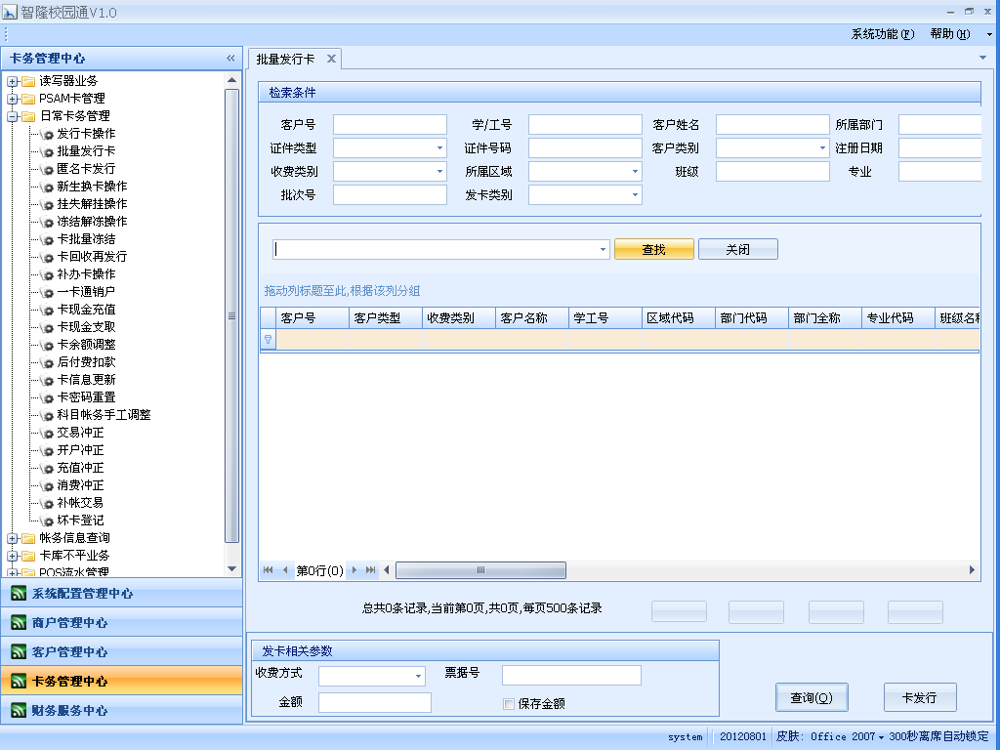 智隆校园通V1.0
系统功能(F) 帮助(H)
卡务管理中心
读写器业务
PSAM卡管理
日常卡务管理
发行卡操作
批量发行卡
匿名卡发行
新生换卡操作
挂失解挂操作
冻结解冻操作
卡批量冻结
卡回收再发行
补办卡操作
一卡通销户
卡现金充值
卡现金支取
卡余额调整
后付费扣款
卡信息更新
卡密码重置
科目帐务手工调整
交易冲正
开户冲正
充值冲正
消费冲正
补帐交易
坏卡登记
帐务信息查询
卡库不平业务
POS流水管理
系统配置管理中心
商户管理中心
客户管理中心
卡务管理中心
财务服务中心
批量发行卡
检索条件
客户号 学/工号 客户姓名 所属部门
证件类型 证件号码 客户类别 注册日期
收费类别 所属区域 班级 专业
批次号 发卡类别
查找 关闭
拖动列标题至此,根据该列分组
客户号 客户类型 收费类别 客户名称 学工号 区域代码 部门代码 部门全称 专业代码 班级名称
第0行(0)
总共0条记录,当前第0页,共0页,每页500条记录
发卡相关参数
收费方式 票据号
金额 保存金额
查询(Q) 卡发行
system 20120801 皮肤: Office 2007 300秒离席自动锁定